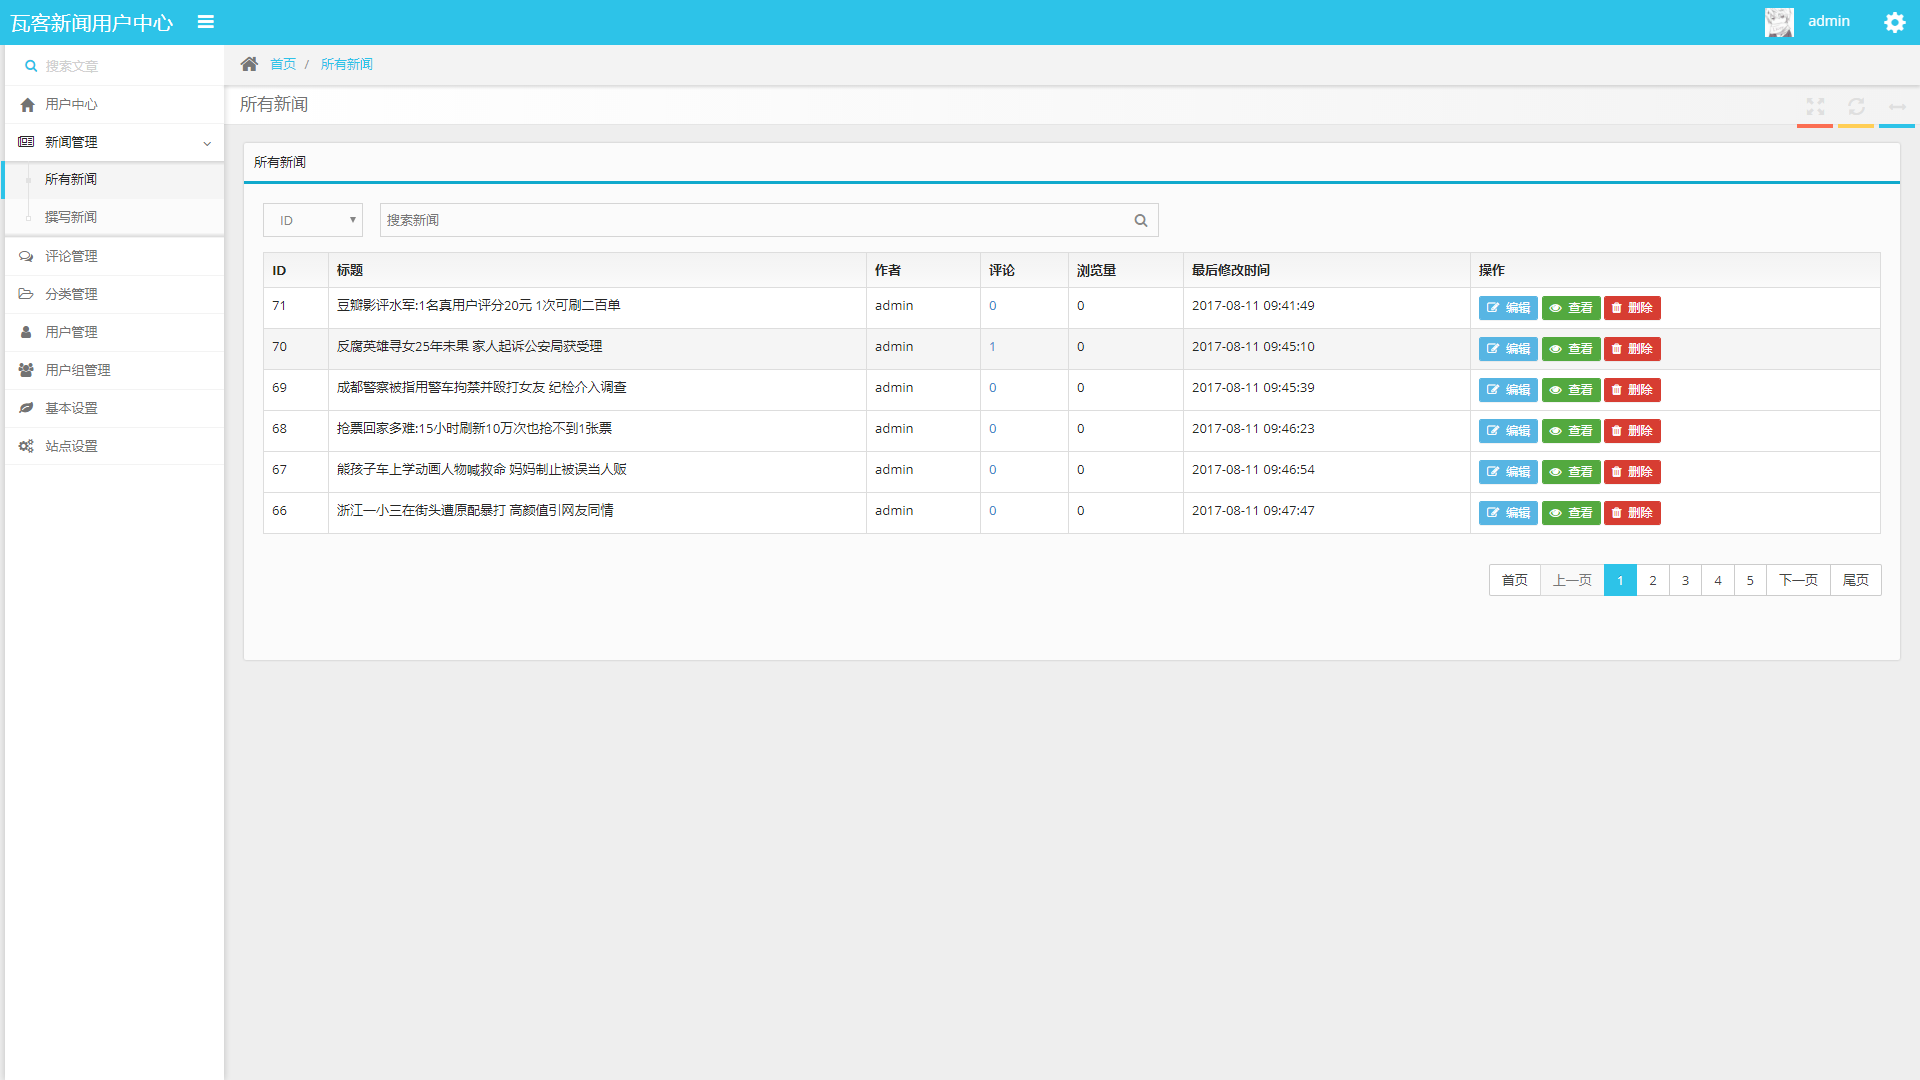 瓦客新闻用户中心
admin
搜索文章
用户中心
新闻管理
所有新闻
撰写新闻
评论管理
分类管理
用户管理
用户组管理
基本设置
站点设置
首页 / 所有新闻
所有新闻
所有新闻
ID 搜索新闻
ID 标题 作者 评论 浏览量 最后修改时间 操作
71 豆瓣影评水军:1名真用户评分20元 1次可刷二百单 admin 0 0 2017-08-11 09:41:49 编辑 查看 删除
70 反腐英雄寻女25年未果 家人起诉公安局获受理 admin 1 0 2017-08-11 09:45:10 编辑 查看 删除
69 成都警察被指用警车拘禁并殴打女友 纪检介入调查 admin 0 0 2017-08-11 09:45:39 编辑 查看 删除
68 抢票回家多难:15小时刷新10万次也抢不到1张票 admin 0 0 2017-08-11 09:46:23 编辑 查看 删除
67 熊孩子车上学动画人物喊救命 妈妈制止被误当人贩 admin 0 0 2017-08-11 09:46:54 编辑 查看 删除
66 浙江一小三在街头遭原配暴打 高颜值引网友同情 admin 0 0 2017-08-11 09:47:47 编辑 查看 删除
首页 上一页 1 2 3 4 5 下一页 尾页